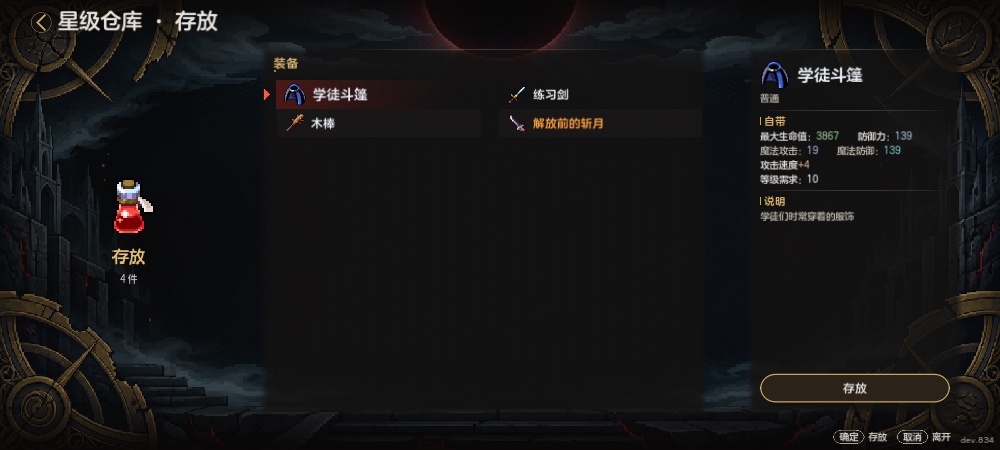 星级仓库 · 存放
装备
学徒斗篷
练习剑
木棒
解放前的斩月
存放
4 件
学徒斗篷
普通
自带
最大生命值: 3867 防御力: 139
魔法攻击: 19 魔法防御: 139
攻击速度+4
等级需求: 10
说明
学徒们时常穿着的服饰
存放
确定 存放 取消 离开
dev.834